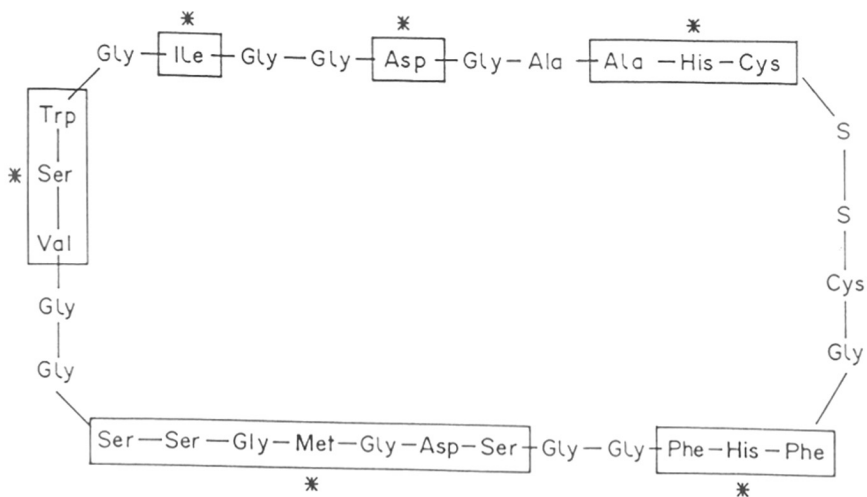 * * *
Gly — Ile — Gly — Gly — Asp — Gly — Ala — Ala — His — Cys
Trp
S
* Ser
S
Val
Cys
Gly
Gly
Gly
Ser — Ser — Gly — Met — Gly — Asp — Ser — Gly — Gly — Phe — His — Phe
* *